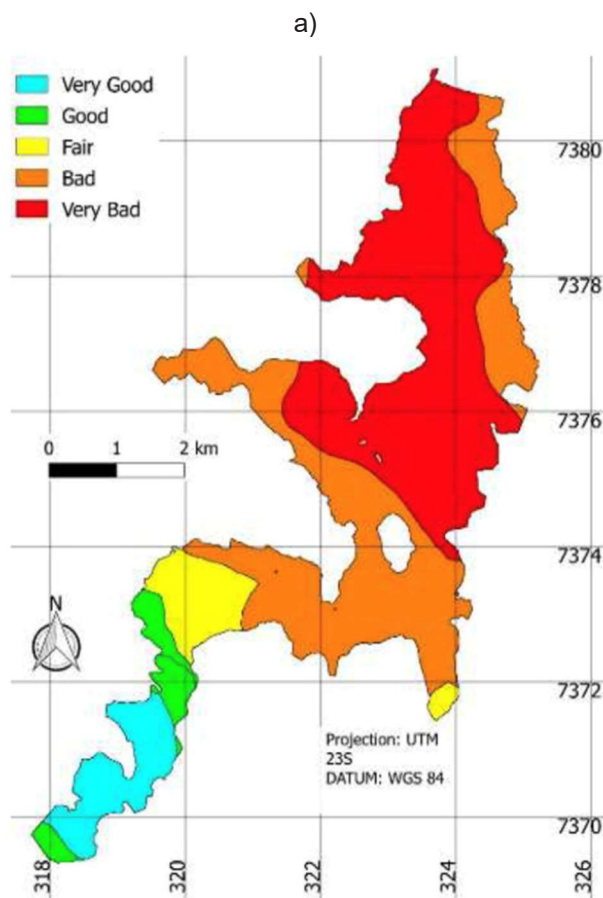 a)
Very Good
Good
Fair
Bad
Very Bad
7380
7378
7376
0 1 2 km
7374
N
7372
Projection: UTM
23S
DATUM: WGS 84
7370
318
320
322
324
326